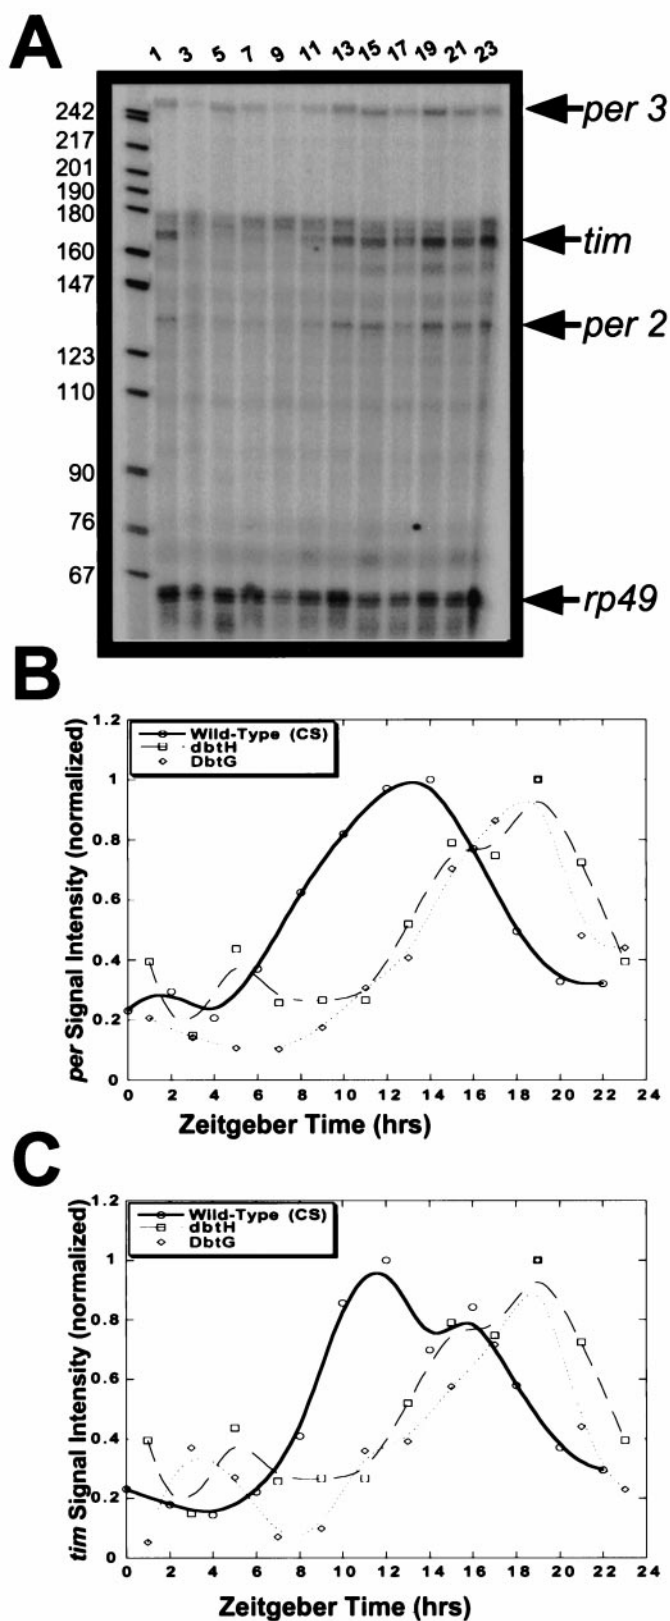 A
1 3 5 7 9 11 13 15 17 19 21 23
242
217
201
190
180
160
147
123
110
90
76
67
per 3
tim
per 2
rp49
B
per Signal Intensity (normalized)
1.2
1
0.8
0.6
0.4
0.2
0
Wild-Type (CS)
dbtH
DbtG
0 2 4 6 8 10 12 14 16 18 20 22 24
Zeitgeber Time (hrs)
C
tim Signal Intensity (normalized)
1.2
1
0.8
0.6
0.4
0.2
0
Wild-Type (CS)
dbtH
DbtG
0 2 4 6 8 10 12 14 16 18 20 22 24
Zeitgeber Time (hrs)